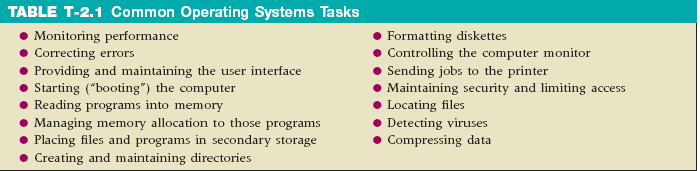 TABLE T-2.1 Common Operating Systems Tasks
● Monitoring performance
● Correcting errors
● Providing and maintaining the user interface
● Starting (“booting”) the computer
● Reading programs into memory
● Managing memory allocation to those programs
● Placing files and programs in secondary storage
● Creating and maintaining directories
● Formatting diskettes
● Controlling the computer monitor
● Sending jobs to the printer
● Maintaining security and limiting access
● Locating files
● Detecting viruses
● Compressing data